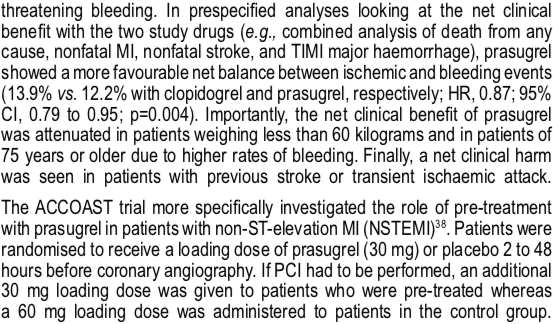 threatening bleeding. In prespecified analyses looking at the net clinical
benefit with the two study drugs (e.g., combined analysis of death from any
cause, nonfatal MI, nonfatal stroke, and TIMI major haemorrhage), prasugrel
showed a more favourable net balance between ischemic and bleeding events
(13.9% vs. 12.2% with clopidogrel and prasugrel, respectively; HR, 0.87; 95%
CI, 0.79 to 0.95; p=0.004). Importantly, the net clinical benefit of prasugrel
was attenuated in patients weighing less than 60 kilograms and in patients of
75 years or older due to higher rates of bleeding. Finally, a net clinical harm
was seen in patients with previous stroke or transient ischaemic attack.
The ACCOAST trial more specifically investigated the role of pre-treatment
with prasugrel in patients with non-ST-elevation MI (NSTEMI)38. Patients were
randomised to receive a loading dose of prasugrel (30 mg) or placebo 2 to 48
hours before coronary angiography. If PCI had to be performed, an additional
30 mg loading dose was given to patients who were pre-treated whereas
a 60 mg loading dose was administered to patients in the control group.